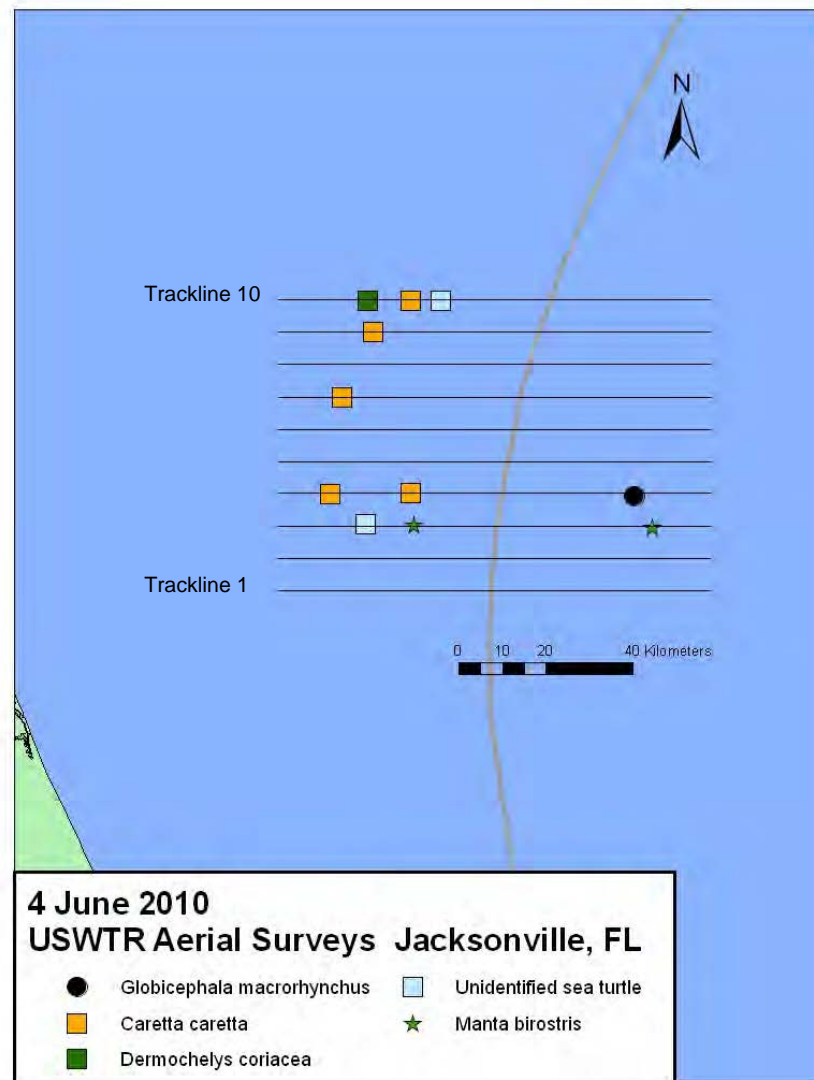 N
Trackline 10
Trackline 1
0 10 20 40 Kilometers
4 June 2010
USWTR Aerial Surveys Jacksonville, FL
Globicephala macrorhynchus
Unidentified sea turtle
Caretta caretta
Manta birostris
Dermochelys coriacea